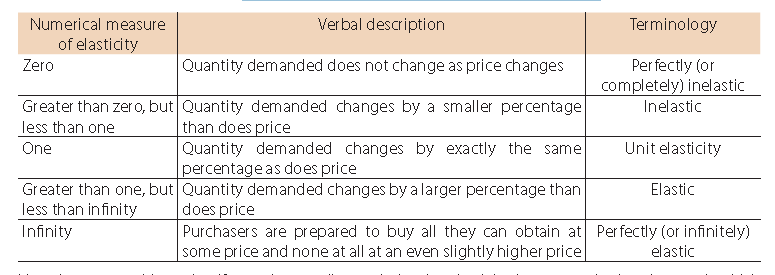 Numerical measure of elasticity | Verbal description | Terminology
Zero | Quantity demanded does not change as price changes | Perfectly (or completely) inelastic
Greater than zero, but less than one | Quantity demanded changes by a smaller percentage than does price | Inelastic
One | Quantity demanded changes by exactly the same percentage as does price | Unit elasticity
Greater than one, but less than infinity | Quantity demanded changes by a larger percentage than does price | Elastic
Infinity | Purchasers are prepared to buy all they can obtain at some price and none at all at an even slightly higher price | Perfectly (or infinitely) elastic